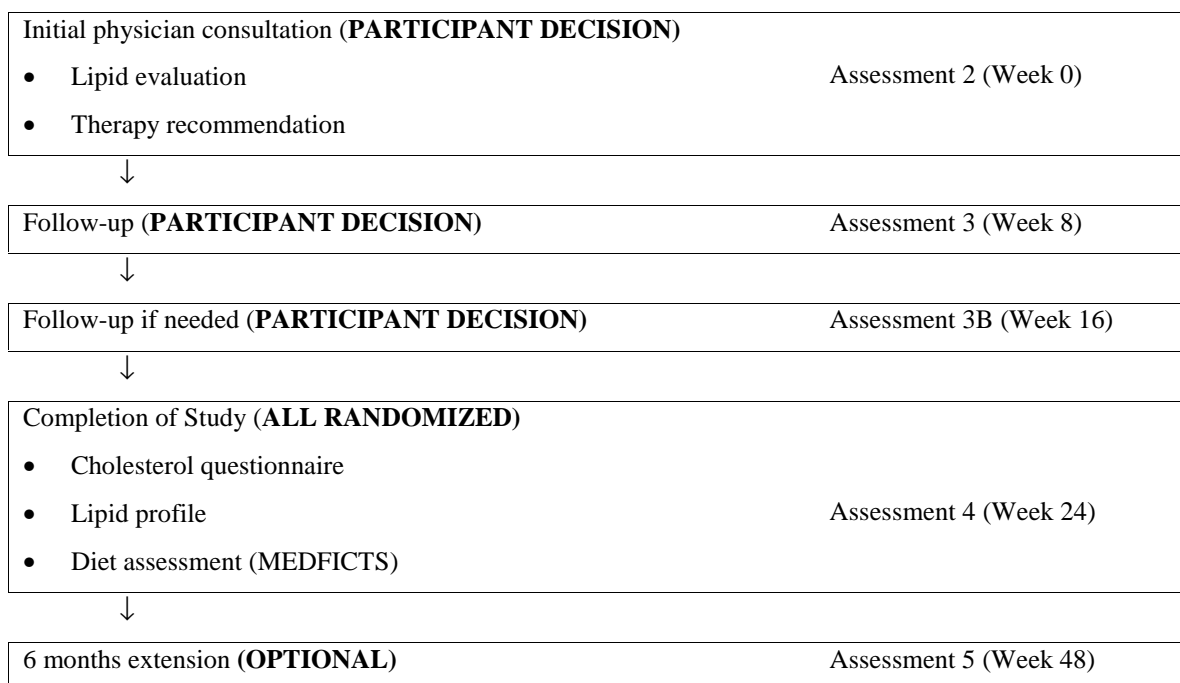 Initial physician consultation (PARTICIPANT DECISION)
• Lipid evaluation
Assessment 2 (Week 0)
• Therapy recommendation
↓
Follow-up (PARTICIPANT DECISION) Assessment 3 (Week 8)
↓
Follow-up if needed (PARTICIPANT DECISION) Assessment 3B (Week 16)
↓
Completion of Study (ALL RANDOMIZED)
• Cholesterol questionnaire
• Lipid profile
Assessment 4 (Week 24)
• Diet assessment (MEDFICTS)
↓
6 months extension (OPTIONAL) Assessment 5 (Week 48)